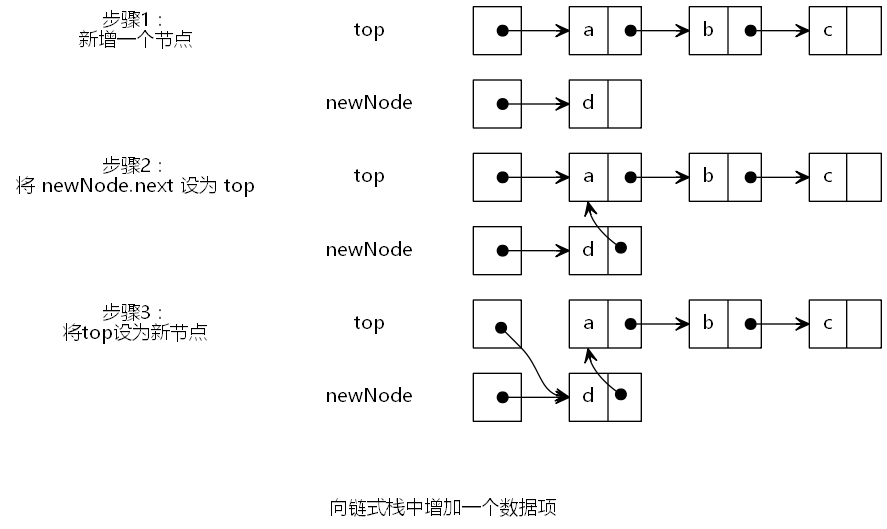 步骤1：
新增一个节点
top
a
b
c
newNode
d
步骤2：
将 newNode.next 设为 top
top
a
b
c
newNode
d
步骤3：
将top设为新节点
top
a
b
c
newNode
d
向链式栈中增加一个数据项